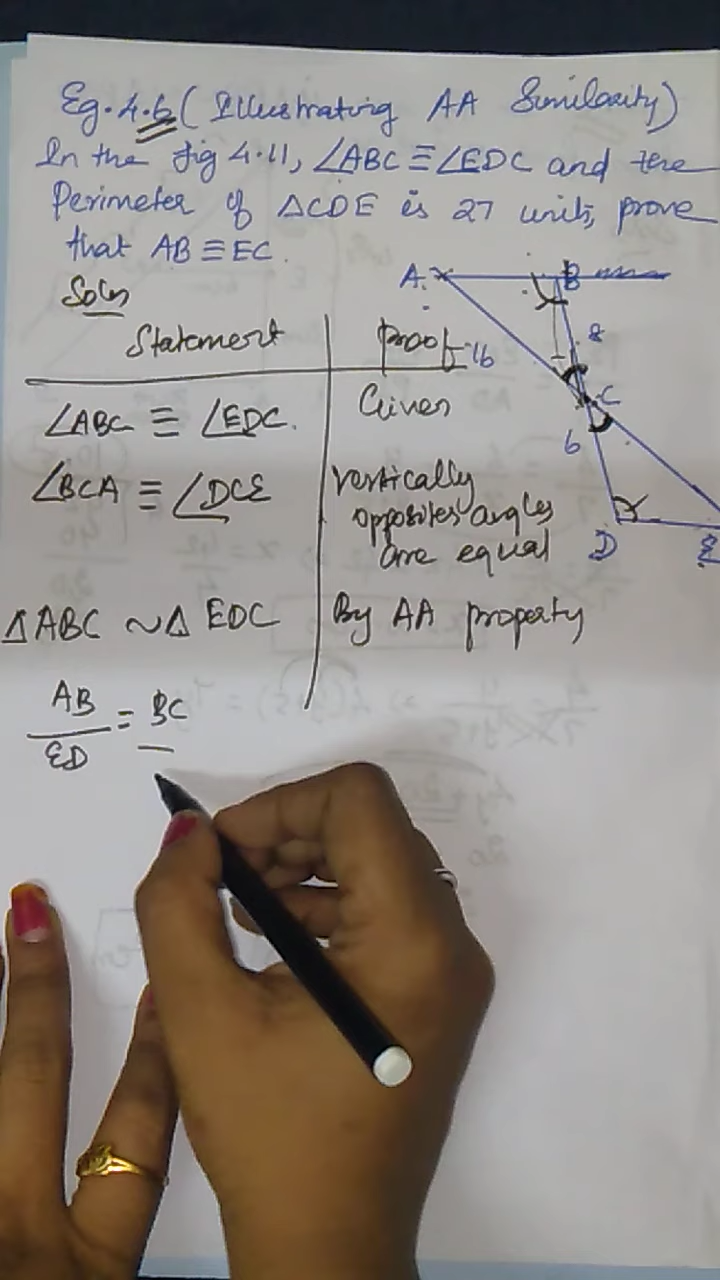 Eg.4.6 (Illustrating AA Similarity)
In the fig 4.11, ∠ABC ≡ ∠EDC and the
Perimeter of △CDE is 27 units, prove
that AB ≡ EC.
Soln
A B
8
16
C
6
D E
Statement Proof
∠ABC ≡ ∠EDC. Given
∠BCA ≡ ∠DCE Vertically
opposites angles
are equal
△ABC ~ △ EDC By AA property
AB = BC
ED